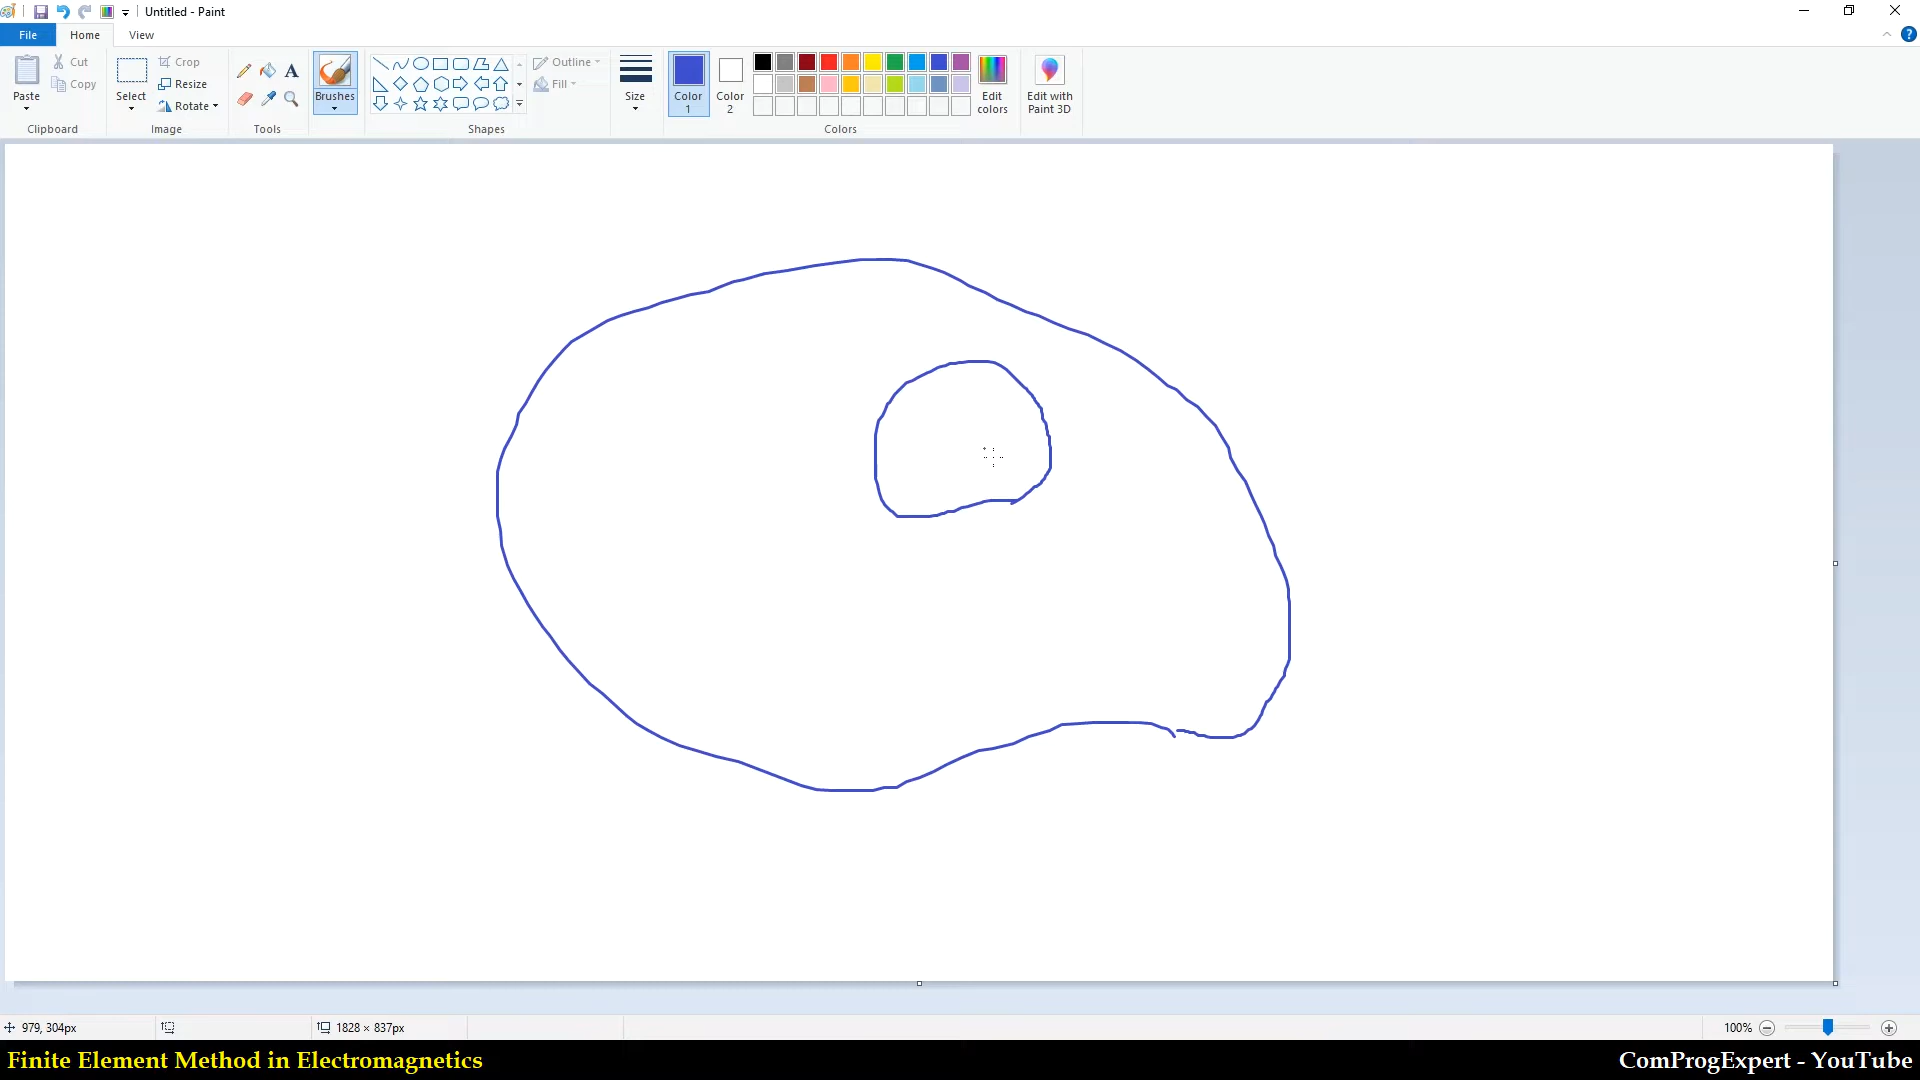 Untitled - Paint
File Home View
Paste Cut Copy Clipboard
Select Crop Resize Rotate Image
A Tools
Brushes
Shapes Outline Fill
Size
Color 1 Color 2 Colors Edit colors
Edit with Paint 3D
979, 304px 1828 × 837px 100%
Finite Element Method in Electromagnetics ComProgExpert - YouTube